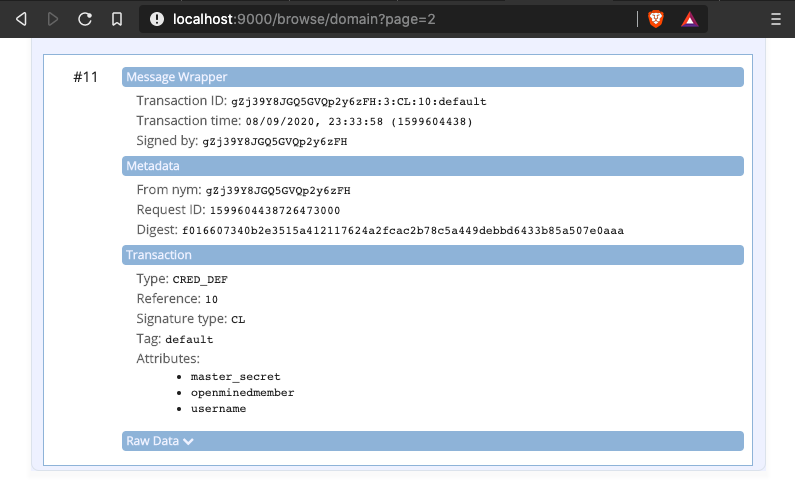 localhost:9000/browse/domain?page=2
#11
Message Wrapper
Transaction ID: gZj39Y8JGQ5GVQp2y6zFH:3:CL:10:default
Transaction time: 08/09/2020, 23:33:58 (1599604438)
Signed by: gZj39Y8JGQ5GVQp2y6zFH
Metadata
From nym: gZj39Y8JGQ5GVQp2y6zFH
Request ID: 1599604438726473000
Digest: f016607340b2e3515a412117624a2fcac2b78c5a449debbd6433b85a507e0aaa
Transaction
Type: CRED_DEF
Reference: 10
Signature type: CL
Tag: default
Attributes:
• master_secret
• openminedmember
• username
Raw Data